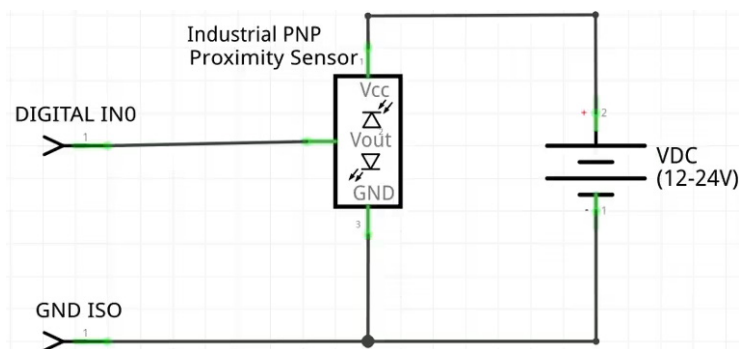 Industrial PNP
Proximity Sensor
1
Vcc
DIGITAL IN0
1
Vout
GND
3
+
2
VDC
(12-24V)
-
1
GND ISO
1